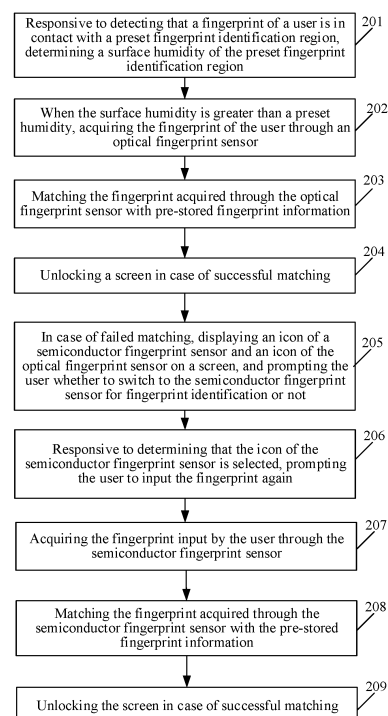 Responsive to detecting that a fingerprint of a user is in
contact with a preset fingerprint identification region,
determining a surface humidity of the preset fingerprint
identification region
201
When the surface humidity is greater than a preset
humidity, acquiring the fingerprint of the user through an
optical fingerprint sensor
202
Matching the fingerprint acquired through the optical
fingerprint sensor with pre-stored fingerprint information
203
Unlocking a screen in case of successful matching
204
In case of failed matching, displaying an icon of a
semiconductor fingerprint sensor and an icon of the
optical fingerprint sensor on a screen, and prompting the
user whether to switch to the semiconductor fingerprint
sensor for fingerprint identification or not
205
Responsive to determining that the icon of the
semiconductor fingerprint sensor is selected, prompting
the user to input the fingerprint again
206
Acquiring the fingerprint input by the user through the
semiconductor fingerprint sensor
207
Matching the fingerprint acquired through the
semiconductor fingerprint sensor with the pre-stored
fingerprint information
208
Unlocking the screen in case of successful matching
209